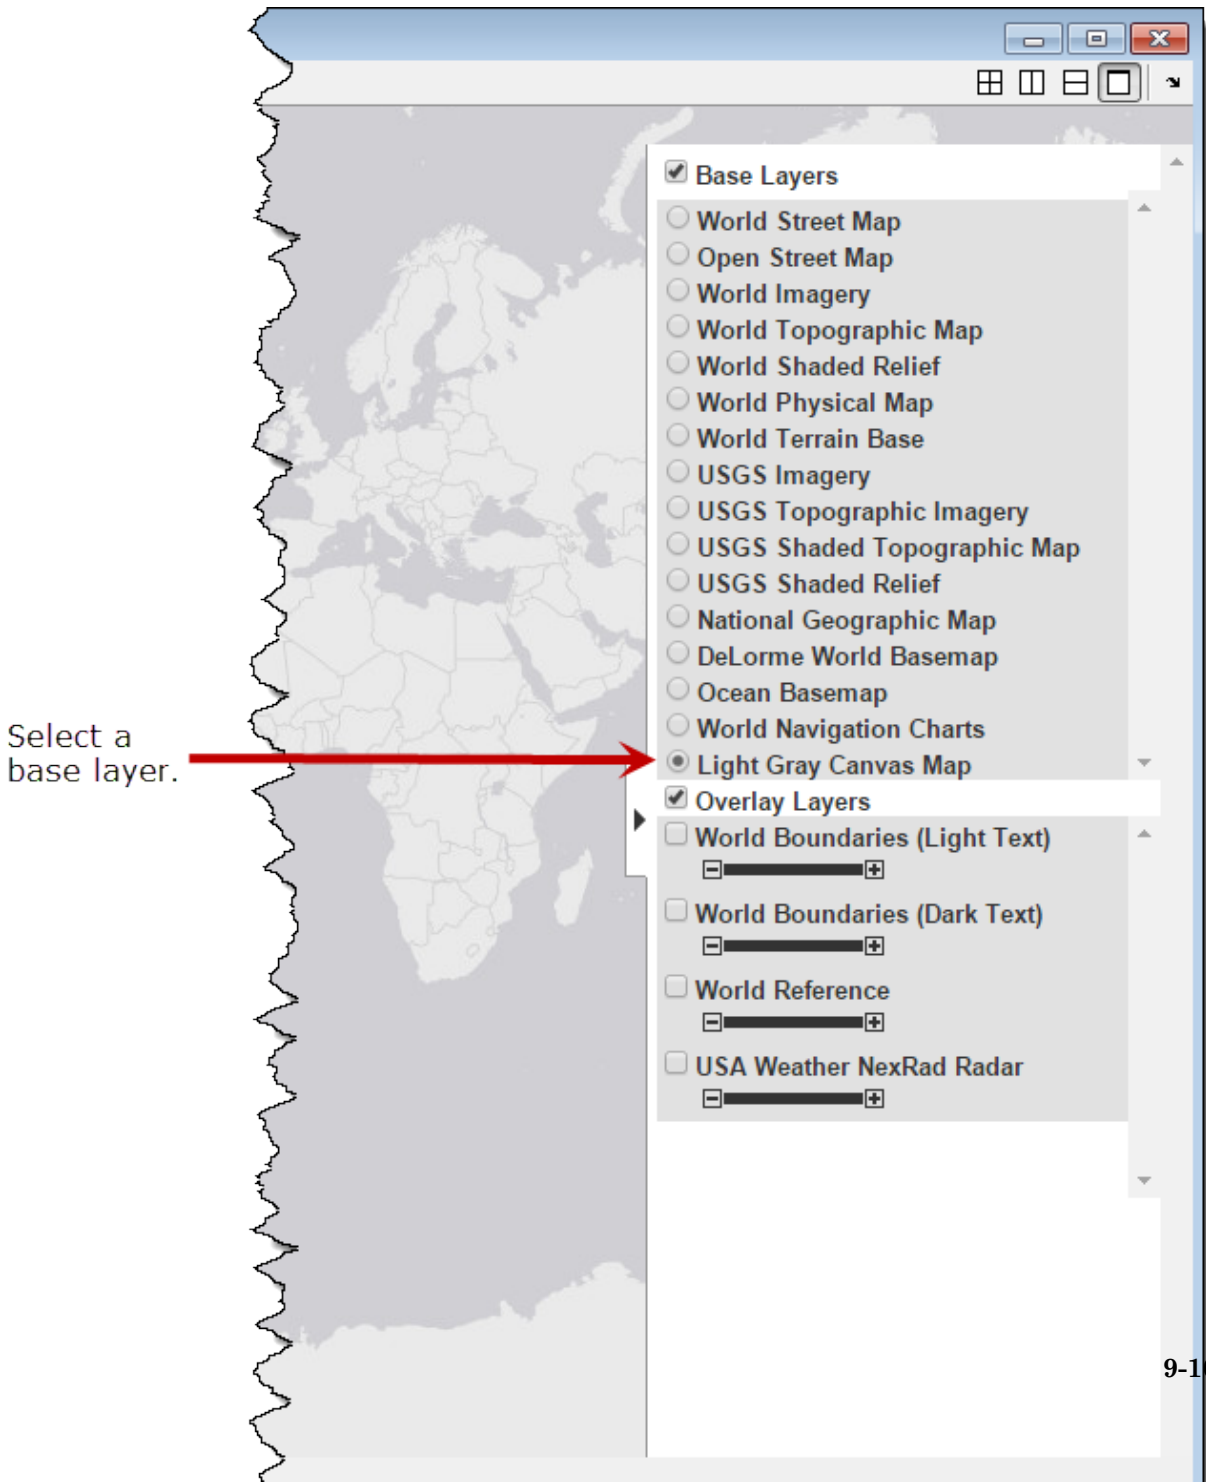 Base Layers
World Street Map
Open Street Map
World Imagery
World Topographic Map
World Shaded Relief
World Physical Map
World Terrain Base
USGS Imagery
USGS Topographic Imagery
USGS Shaded Topographic Map
USGS Shaded Relief
National Geographic Map
DeLorme World Basemap
Ocean Basemap
World Navigation Charts
Light Gray Canvas Map
Select a
base layer.
Overlay Layers
World Boundaries (Light Text)
World Boundaries (Dark Text)
World Reference
USA Weather NexRad Radar